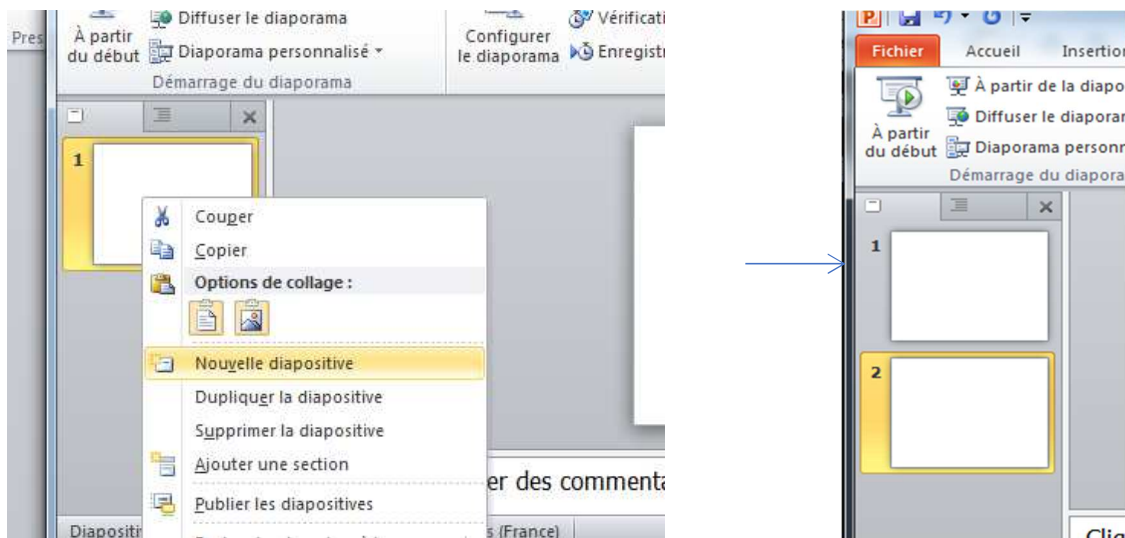 Pres
À partir
du début
Diffuser le diaporama
Diaporama personnalisé
Démarrage du diaporama
Configurer
le diaporama
1
Couper
Copier
Options de collage :
Nouvelle diapositive
Dupliquer la diapositive
Supprimer la diapositive
Ajouter une section
Publier les diapositives
er des commenta
Diapositi
s (France)
Fichier Accueil Insertion
À partir de la diapo
Diffuser le diaporar
À partir
du début
Diaporama personn
Démarrage du diapora
1
2